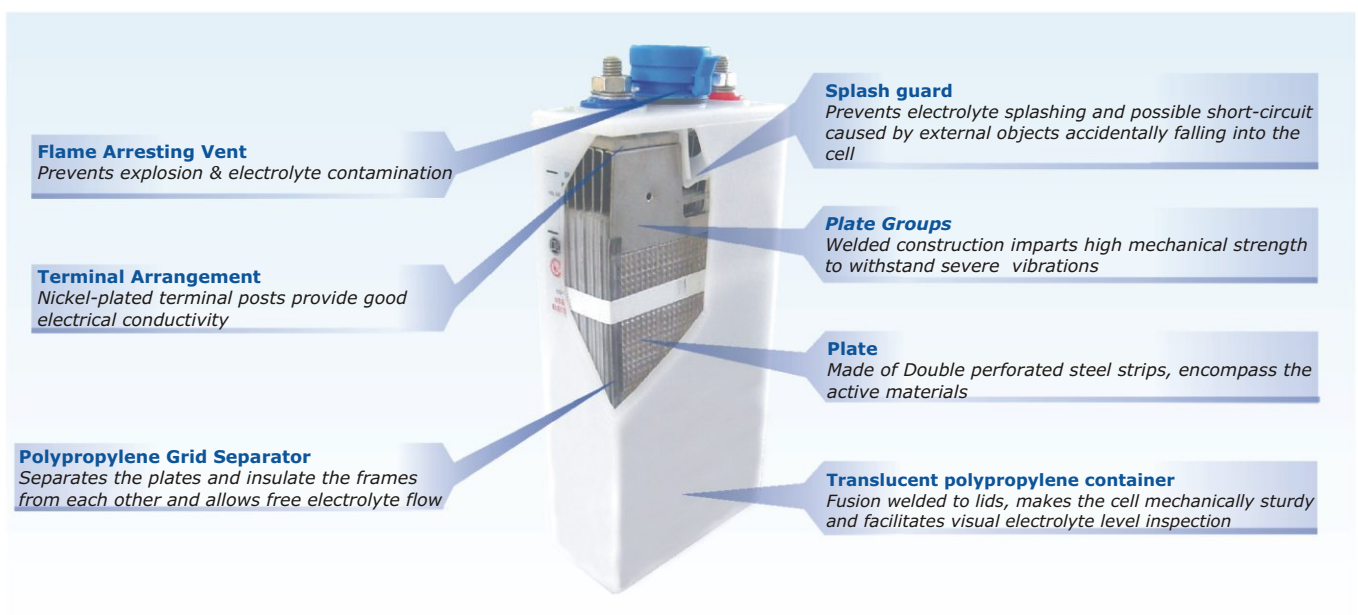 Flame Arresting Vent
Prevents explosion & electrolyte contamination
Terminal Arrangement
Nickel-plated terminal posts provide good
electrical conductivity
Polypropylene Grid Separator
Separates the plates and insulate the frames
from each other and allows free electrolyte flow
Splash guard
Prevents electrolyte splashing and possible short-circuit
caused by external objects accidentally falling into the
cell
Plate Groups
Welded construction imparts high mechanical strength
to withstand severe vibrations
Plate
Made of Double perforated steel strips, encompass the
active materials
Translucent polypropylene container
Fusion welded to lids, makes the cell mechanically sturdy
and facilitates visual electrolyte level inspection